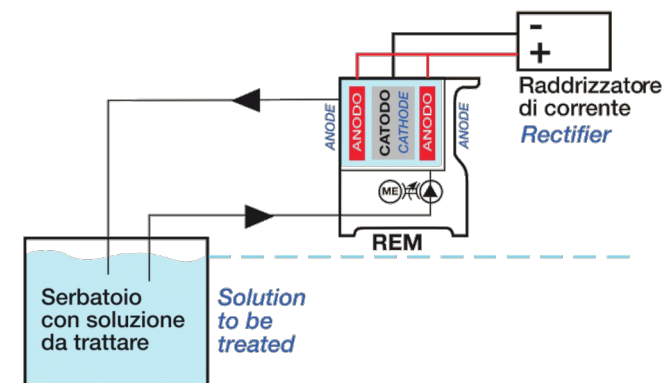 -
+
Raddrizzatore
di corrente
Rectifier
ANODE
ANODO
CATODO
CATHODE
ANODO
ANODE
ME
REM
Serbatoio
con soluzione
da trattare
Solution
to be
treated